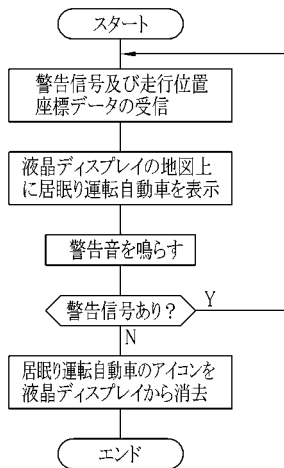 スタート
警告信号及び走行位置
座標データの受信
液晶ディスプレイの地図上
に居眠り運転自動車を表示
警告音を鳴らす
警告信号あり？
Y
N
居眠り運転自動車のアイコンを
液晶ディスプレイから消去
エンド